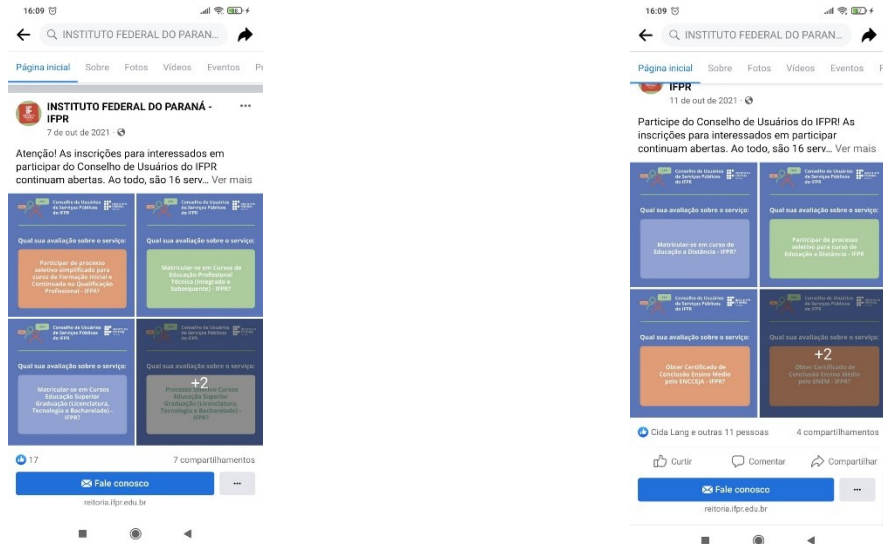 16:09
INSTITUTO FEDERAL DO PARAN...
Página inicial Sobre Fotos Vídeos Eventos
INSTITUTO FEDERAL DO PARANÁ -
IFPR
7 de out de 2021
Atenção! As inscrições para interessados em
participar do Conselho de Usuários do IFPR
continuam abertas. Ao todo, são 16 serv... Ver mais
Conselho de Usuários
de Serviços Públicos
do IFPR
Qual sua avaliação sobre o serviço:
Participar de processo
seletivo simplificado para
curso de Formação Inicial e
Continuada ou Qualificação
Profissional - IFPR?
Conselho de Usuários
de Serviços Públicos
do IFPR
Qual sua avaliação sobre o serviço:
Matricular-se em Cursos da
Educação Profissional
Técnica (Integrado e
Subsequente) - IFPR?
Conselho de Usuários
de Serviços Públicos
do IFPR
Qual sua avaliação sobre o serviço:
Matricular-se em Cursos
Educação Superior
Graduação (Licenciatura,
Tecnologia e Bacharelado) -
IFPR?
Conselho de Usuários
de Serviços Públicos
do IFPR
Qual sua avaliação sobre o serviço:
+2
Processo Seletivo Cursos
Educação Superior
Graduação (Licenciatura,
Tecnologia e Bacharelado) -
IFPR?
17 7 compartilhamentos
Fale conosco
reitoria.ifpr.edu.br
16:09
INSTITUTO FEDERAL DO PARAN...
Página inicial Sobre Fotos Vídeos Eventos
IFPR
11 de out de 2021
Participe do Conselho de Usuários do IFPR! As
inscrições para interessados em participar
continuam abertas. Ao todo, são 16 serv... Ver mais
Conselho de Usuários
de Serviços Públicos
do IFPR
Qual sua avaliação sobre o serviço:
Matricular-se em curso de
Educação a Distância - IFPR?
Conselho de Usuários
de Serviços Públicos
do IFPR
Qual sua avaliação sobre o serviço:
Participar de processo
seletivo para curso de
Educação a Distância - IFPR
Conselho de Usuários
de Serviços Públicos
do IFPR
Qual sua avaliação sobre o serviço:
Obter Certificado de
Conclusão Ensino Médio
pelo ENCCEJA - IFPR?
Conselho de Usuários
de Serviços Públicos
do IFPR
Qual sua avaliação sobre o serviço:
+2
Obter Certificado de
Conclusão Ensino Médio
pelo ENEM - IFPR?
Cida Lang e outras 11 pessoas 4 compartilhamentos
Curtir Comentar Compartilhar
Fale conosco
reitoria.ifpr.edu.br